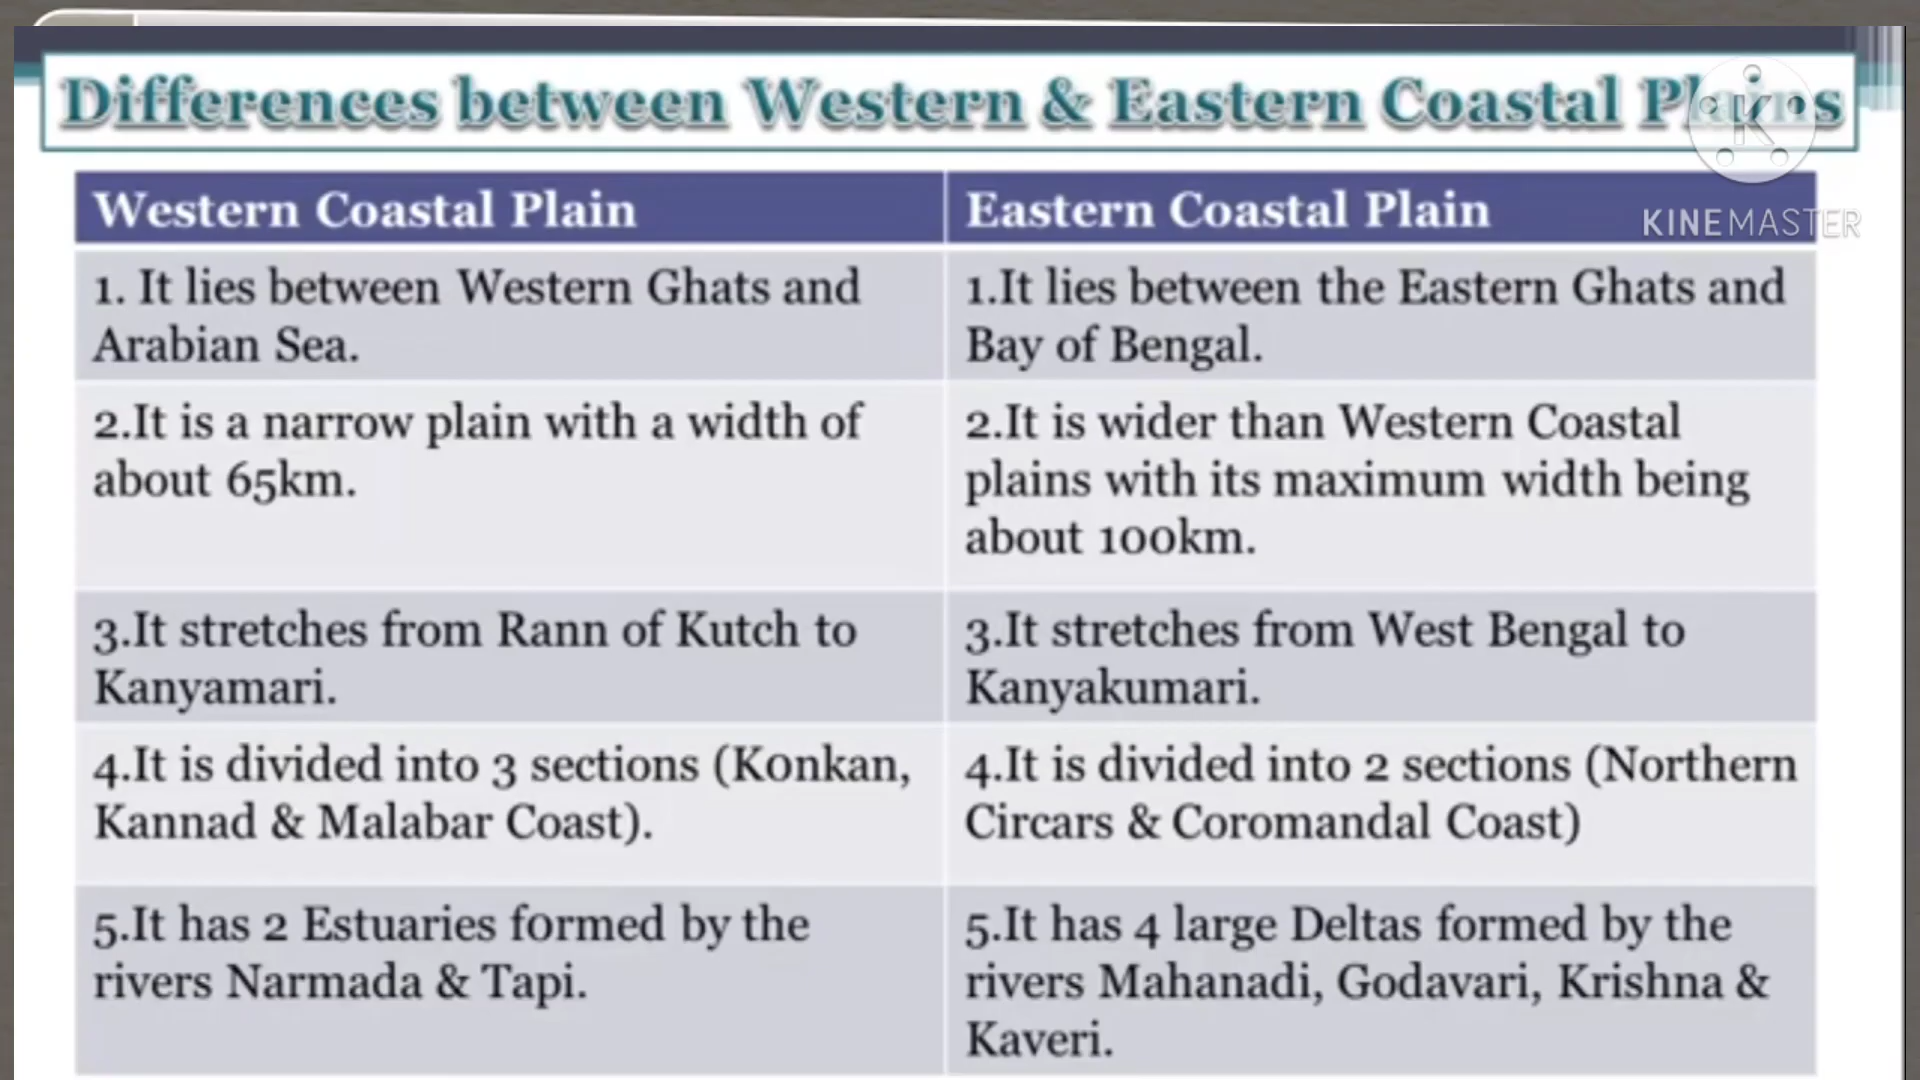 Differences between Western & Eastern Coastal Plains
KINEMASTER
Western Coastal Plain
Eastern Coastal Plain
1. It lies between Western Ghats and
Arabian Sea.
1.It lies between the Eastern Ghats and
Bay of Bengal.
2.It is a narrow plain with a width of
about 65km.
2.It is wider than Western Coastal
plains with its maximum width being
about 100km.
3.It stretches from Rann of Kutch to
Kanyamari.
3.It stretches from West Bengal to
Kanyakumari.
4.It is divided into 3 sections (Konkan,
Kannad & Malabar Coast).
4.It is divided into 2 sections (Northern
Circars & Coromandal Coast)
5.It has 2 Estuaries formed by the
rivers Narmada & Tapi.
5.It has 4 large Deltas formed by the
rivers Mahanadi, Godavari, Krishna &
Kaveri.